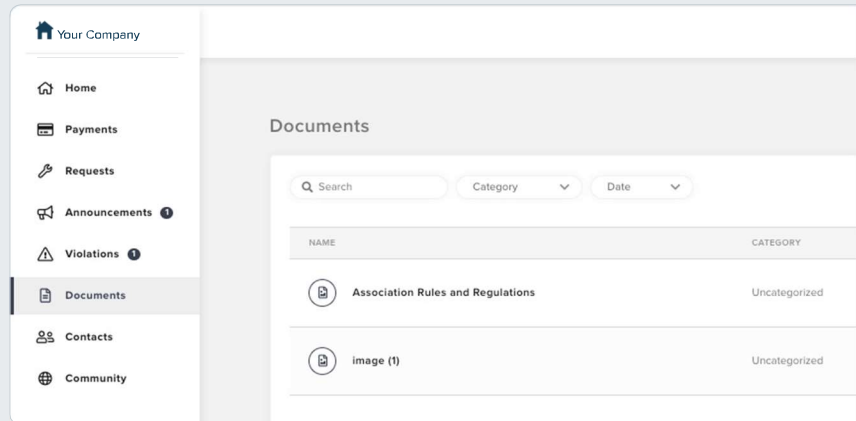 Your Company
Home
Payments
Requests
Announcements 1
Violations 1
Documents
Contacts
Community
Documents
Search Category Date
NAME CATEGORY
Association Rules and Regulations Uncategorized
image (1) Uncategorized